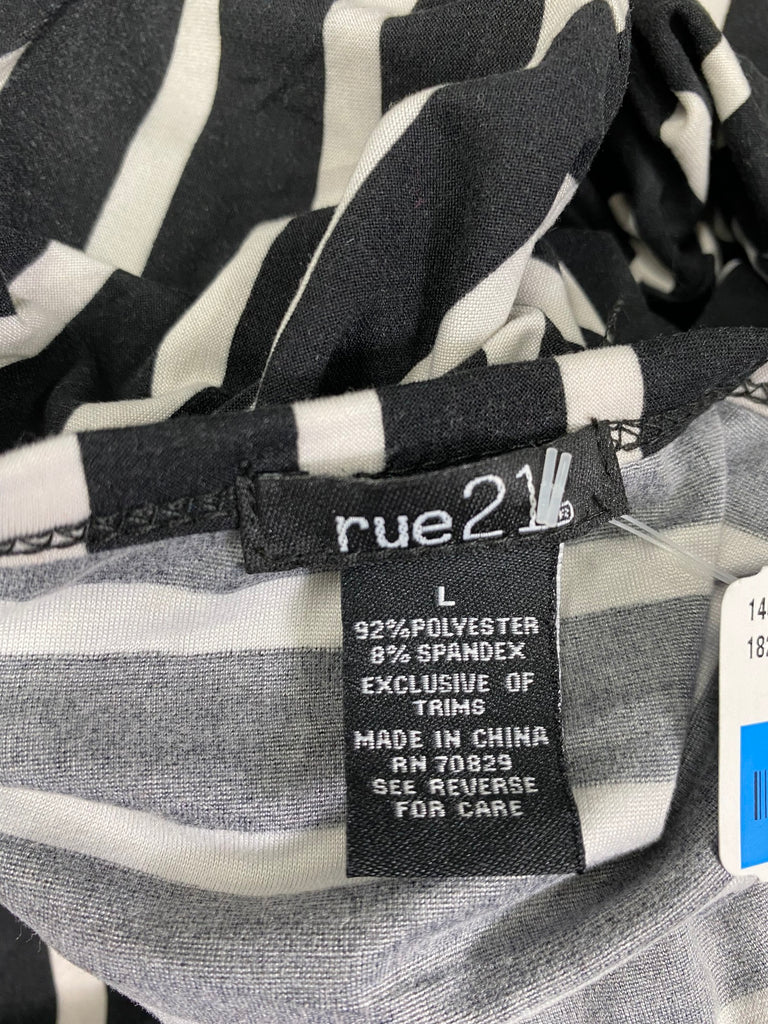 rue21
L
92%POLYESTER
8% SPANDEX
EXCLUSIVE OF
TRIMS
MADE IN CHINA
RN 70829
SEE REVERSE
FOR CARE